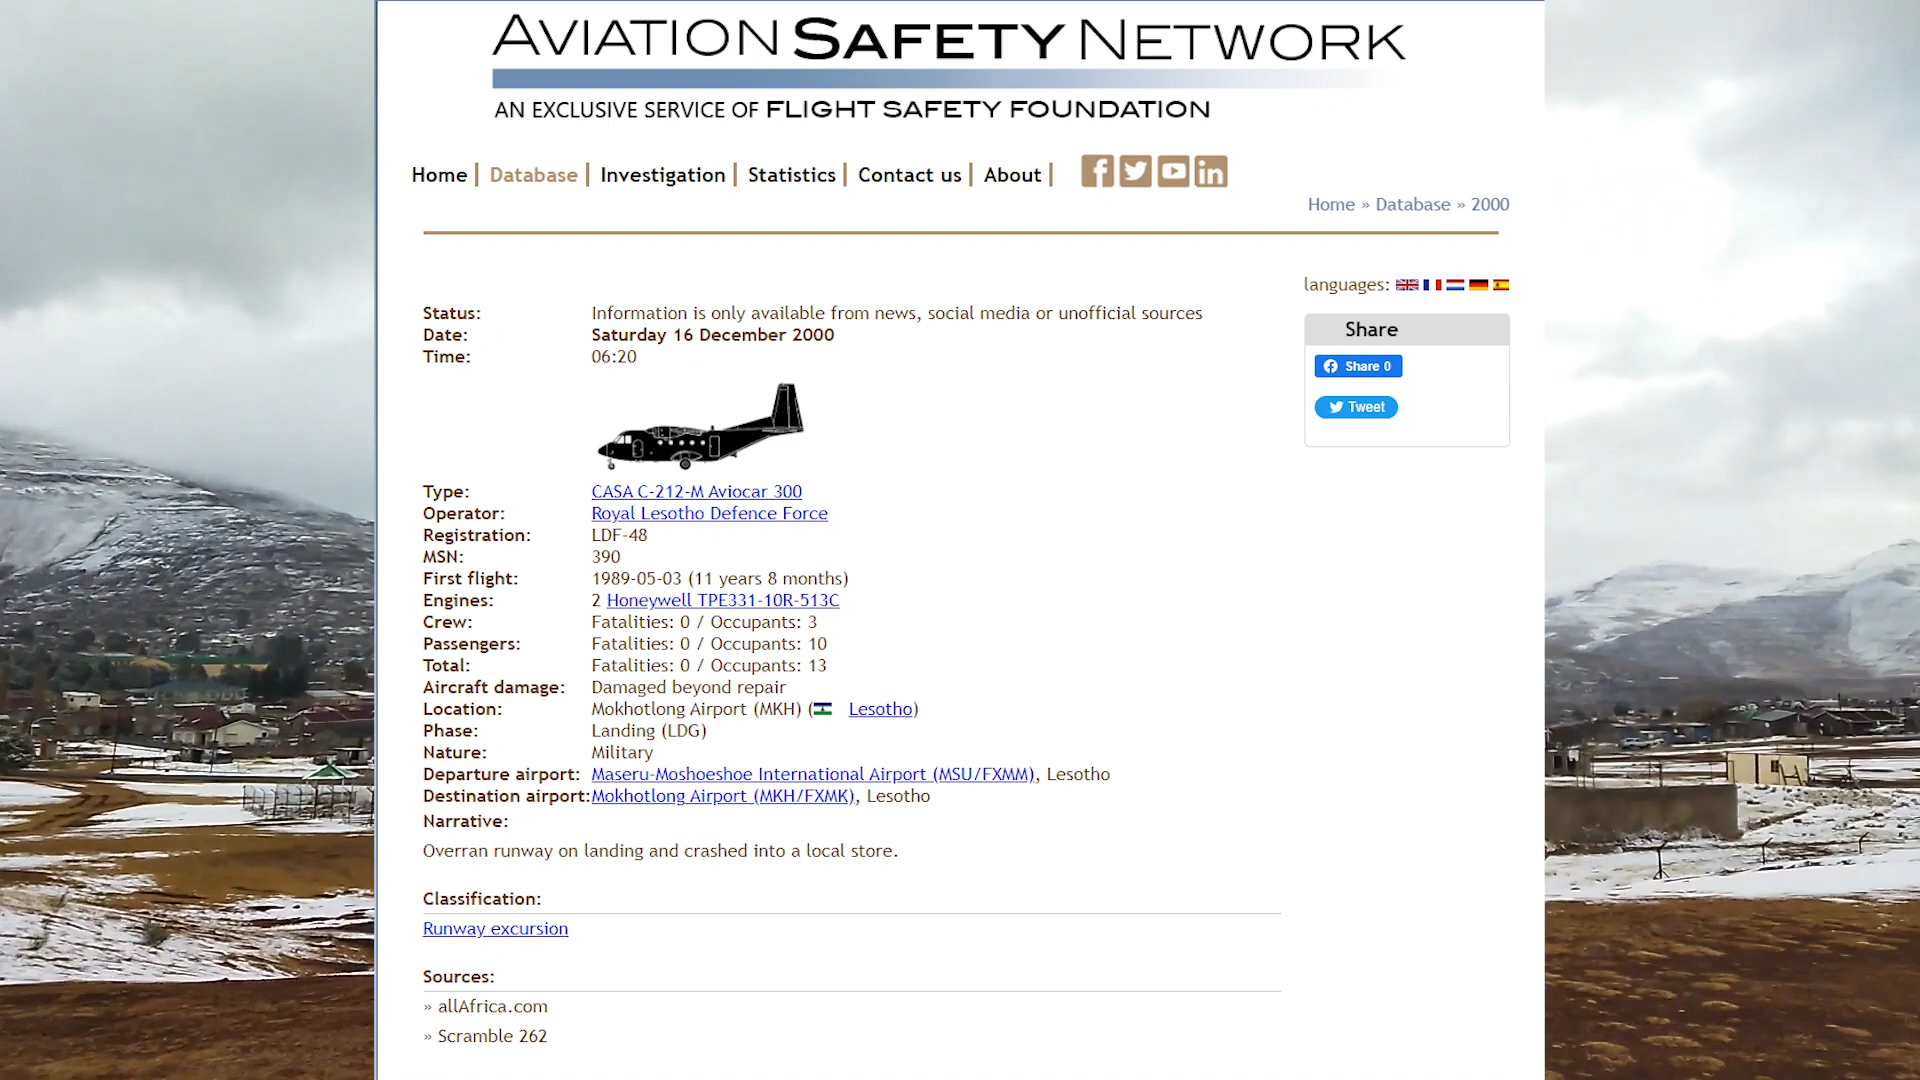 AVIATION SAFETY NETWORK
AN EXCLUSIVE SERVICE OF FLIGHT SAFETY FOUNDATION
Home | Database | Investigation | Statistics | Contact us | About |
Home » Database » 2000
languages:
Status: Information is only available from news, social media or unofficial sources
Date: Saturday 16 December 2000
Time: 06:20
Share
Share 0
Tweet
Type: CASA C-212-M Aviocar 300
Operator: Royal Lesotho Defence Force
Registration: LDF-48
MSN: 390
First flight: 1989-05-03 (11 years 8 months)
Engines: 2 Honeywell TPE331-10R-513C
Crew: Fatalities: 0 / Occupants: 3
Passengers: Fatalities: 0 / Occupants: 10
Total: Fatalities: 0 / Occupants: 13
Aircraft damage: Damaged beyond repair
Location: Mokhotlong Airport (MKH) ( Lesotho)
Phase: Landing (LDG)
Nature: Military
Departure airport: Maseru-Moshoeshoe International Airport (MSU/FXMM), Lesotho
Destination airport: Mokhotlong Airport (MKH/FXMK), Lesotho
Narrative:
Overran runway on landing and crashed into a local store.
Classification:
Runway excursion
Sources:
» allAfrica.com
» Scramble 262